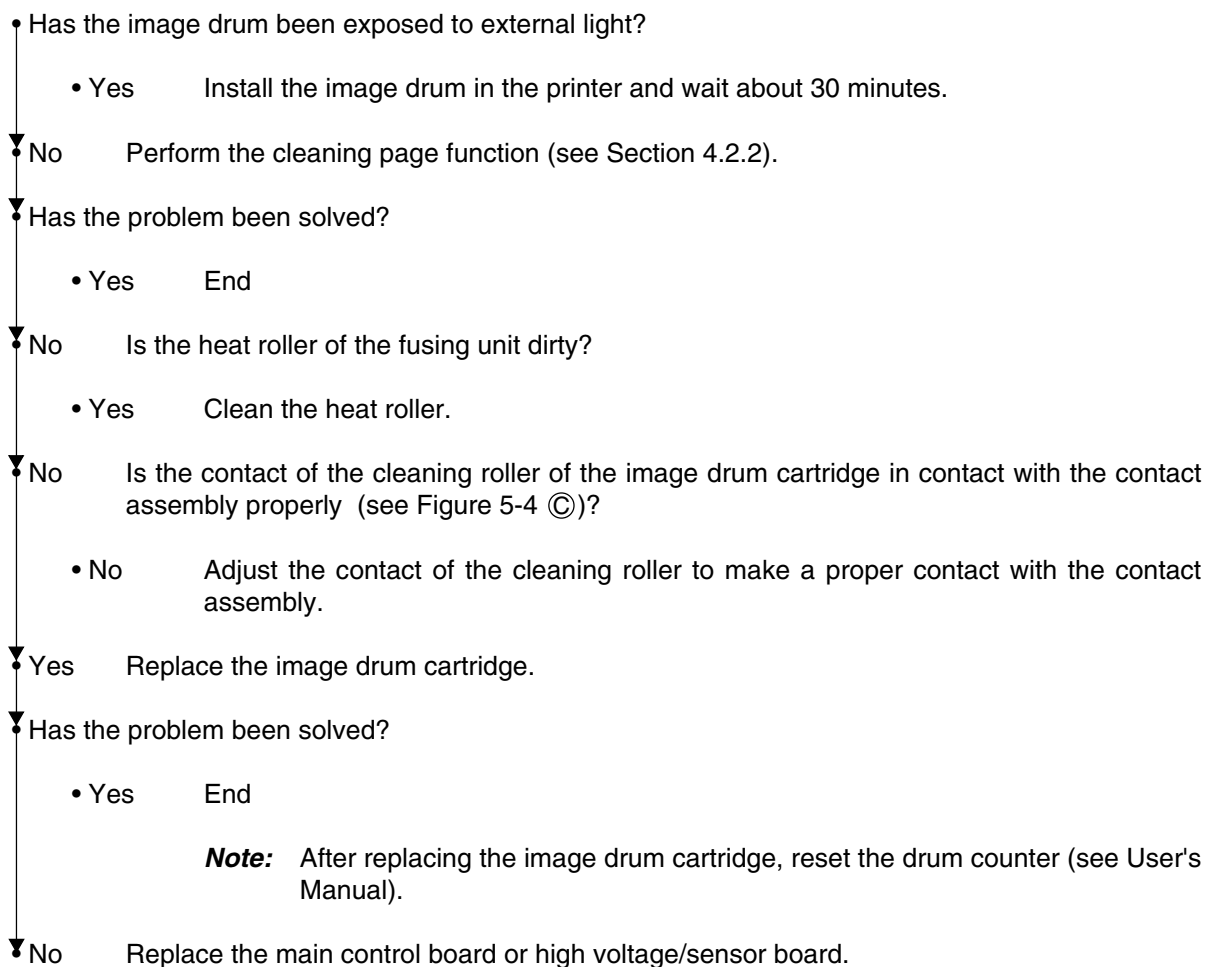 • Has the image drum been exposed to external light?
• Yes Install the image drum in the printer and wait about 30 minutes.
• No Perform the cleaning page function (see Section 4.2.2).
• Has the problem been solved?
• Yes End
• No Is the heat roller of the fusing unit dirty?
• Yes Clean the heat roller.
• No Is the contact of the cleaning roller of the image drum cartridge in contact with the contact
assembly properly (see Figure 5-4 Ⓒ)?
• No Adjust the contact of the cleaning roller to make a proper contact with the contact
assembly.
• Yes Replace the image drum cartridge.
• Has the problem been solved?
• Yes End
Note: After replacing the image drum cartridge, reset the drum counter (see User's
Manual).
• No Replace the main control board or high voltage/sensor board.